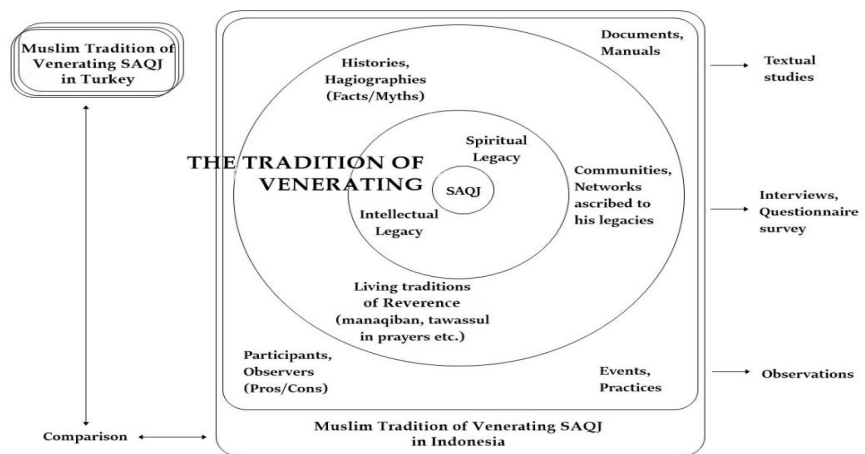 Muslim Tradition of
Venerating SAQJ
in Turkey
Documents,
Manuals
Textual
studies
Histories,
Hagiographies
(Facts/Myths)
Spiritual
Legacy
THE TRADITION OF
VENERATING
SAQJ
Communities,
Networks
ascribed to
his legacies
Interviews,
Questionnaire
survey
Intellectual
Legacy
Living traditions
of Reverence
(manaqiban, tawassul
in prayers etc.)
Participants,
Observers
(Pros/Cons)
Events,
Practices
Observations
Muslim Tradition of Venerating SAQJ
in Indonesia
Comparison